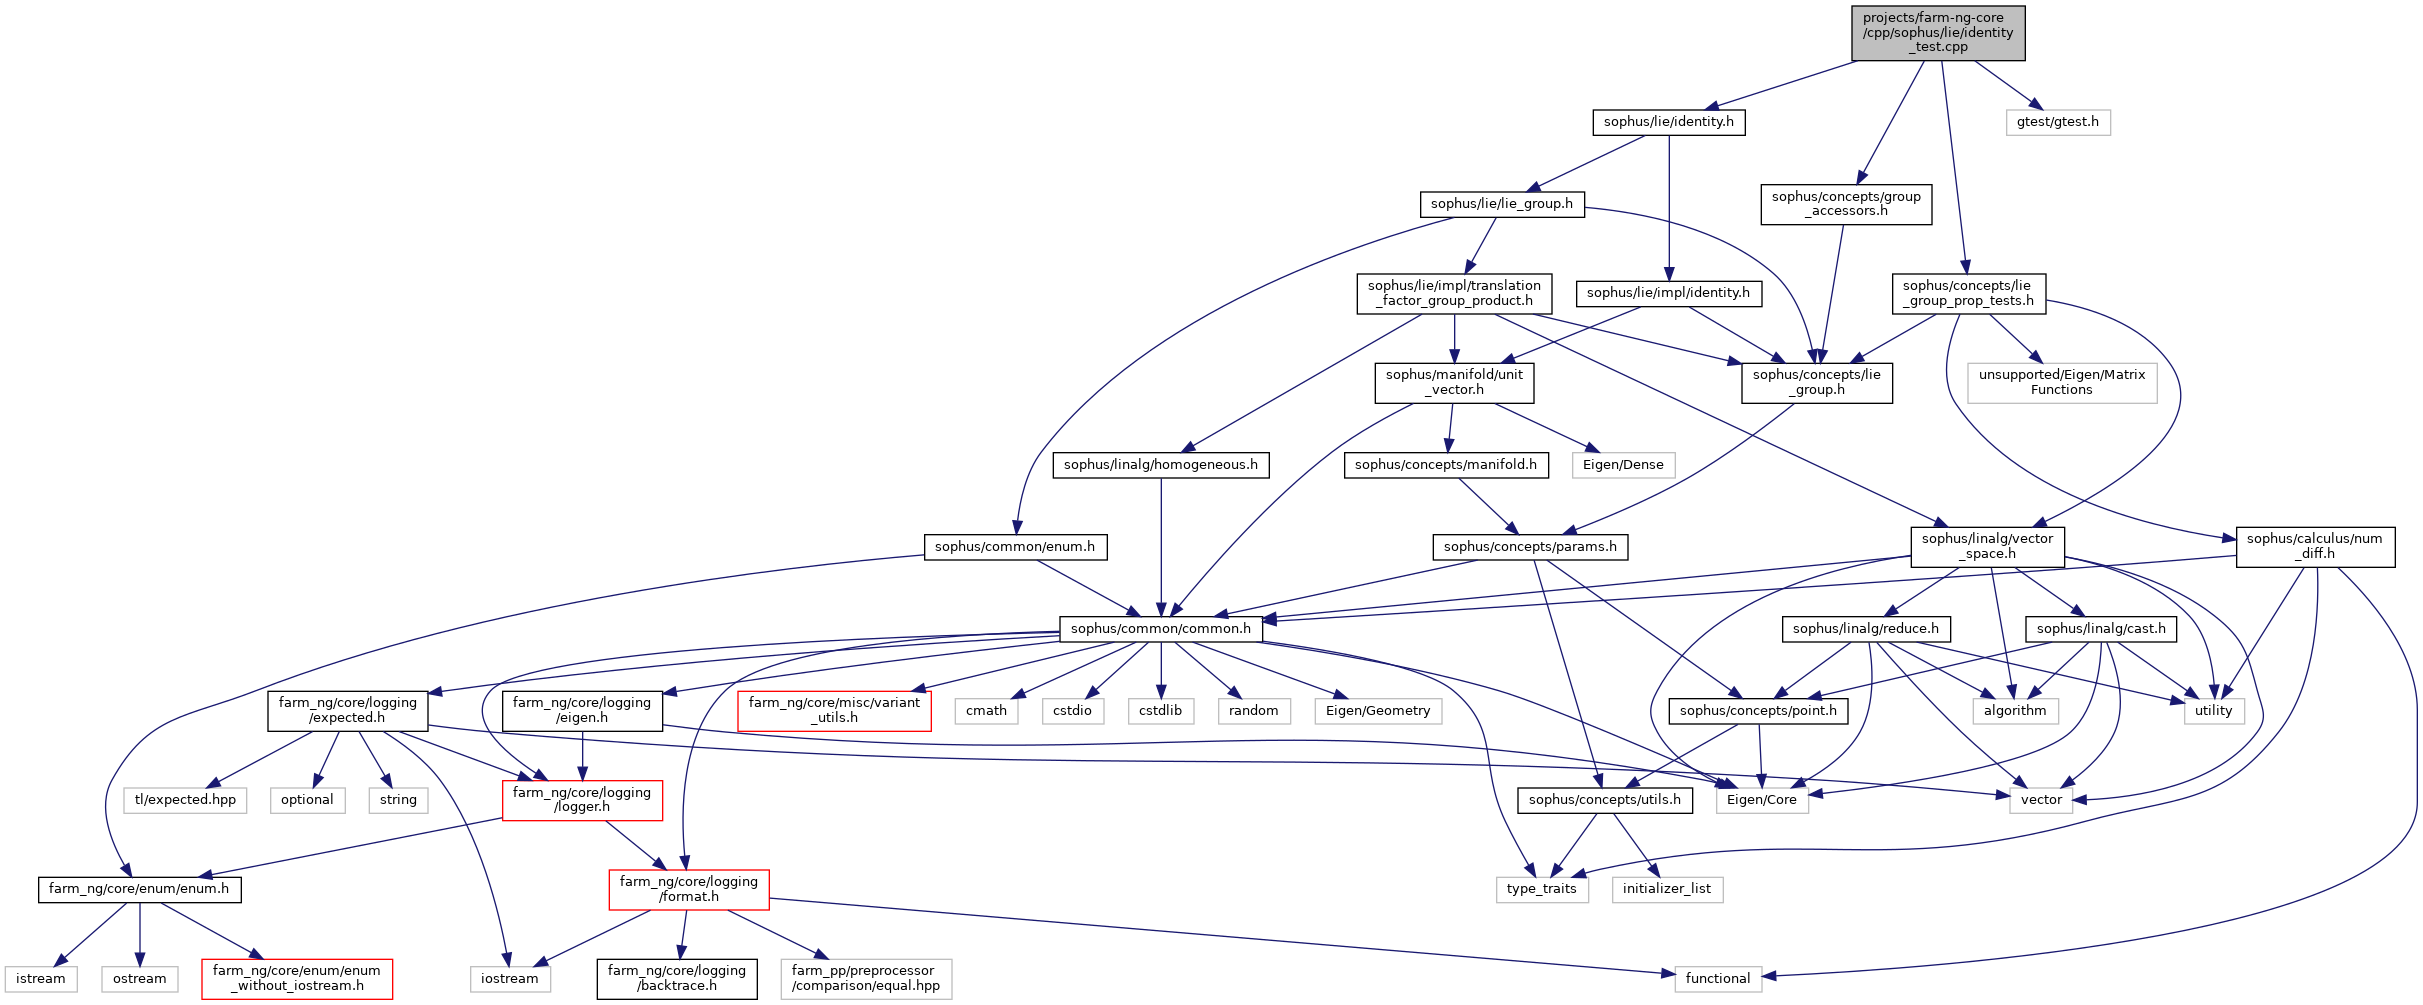 projects/farm-ng-core
/cpp/sophus/lie/identity
_test.cpp
sophus/lie/identity.h
gtest/gtest.h
sophus/concepts/group
_accessors.h
sophus/lie/lie_group.h
sophus/lie/impl/translation
_factor_group_product.h
sophus/lie/impl/identity.h
sophus/concepts/lie
_group_prop_tests.h
sophus/manifold/unit
_vector.h
sophus/concepts/lie
_group.h
unsupported/Eigen/Matrix
Functions
sophus/linalg/homogeneous.h
sophus/concepts/manifold.h
Eigen/Dense
sophus/common/enum.h
sophus/concepts/params.h
sophus/linalg/vector
_space.h
sophus/calculus/num
_diff.h
sophus/common/common.h
sophus/linalg/reduce.h
sophus/linalg/cast.h
farm_ng/core/logging
/expected.h
farm_ng/core/logging
/eigen.h
farm_ng/core/misc/variant
_utils.h
cmath
cstdio
cstdlib
random
Eigen/Geometry
sophus/concepts/point.h
algorithm
utility
tl/expected.hpp
optional
string
farm_ng/core/logging
/logger.h
sophus/concepts/utils.h
Eigen/Core
vector
farm_ng/core/enum/enum.h
farm_ng/core/logging
/format.h
type_traits
initializer_list
istream
ostream
farm_ng/core/enum/enum
_without_iostream.h
iostream
farm_ng/core/logging
/backtrace.h
farm_pp/preprocessor
/comparison/equal.hpp
functional